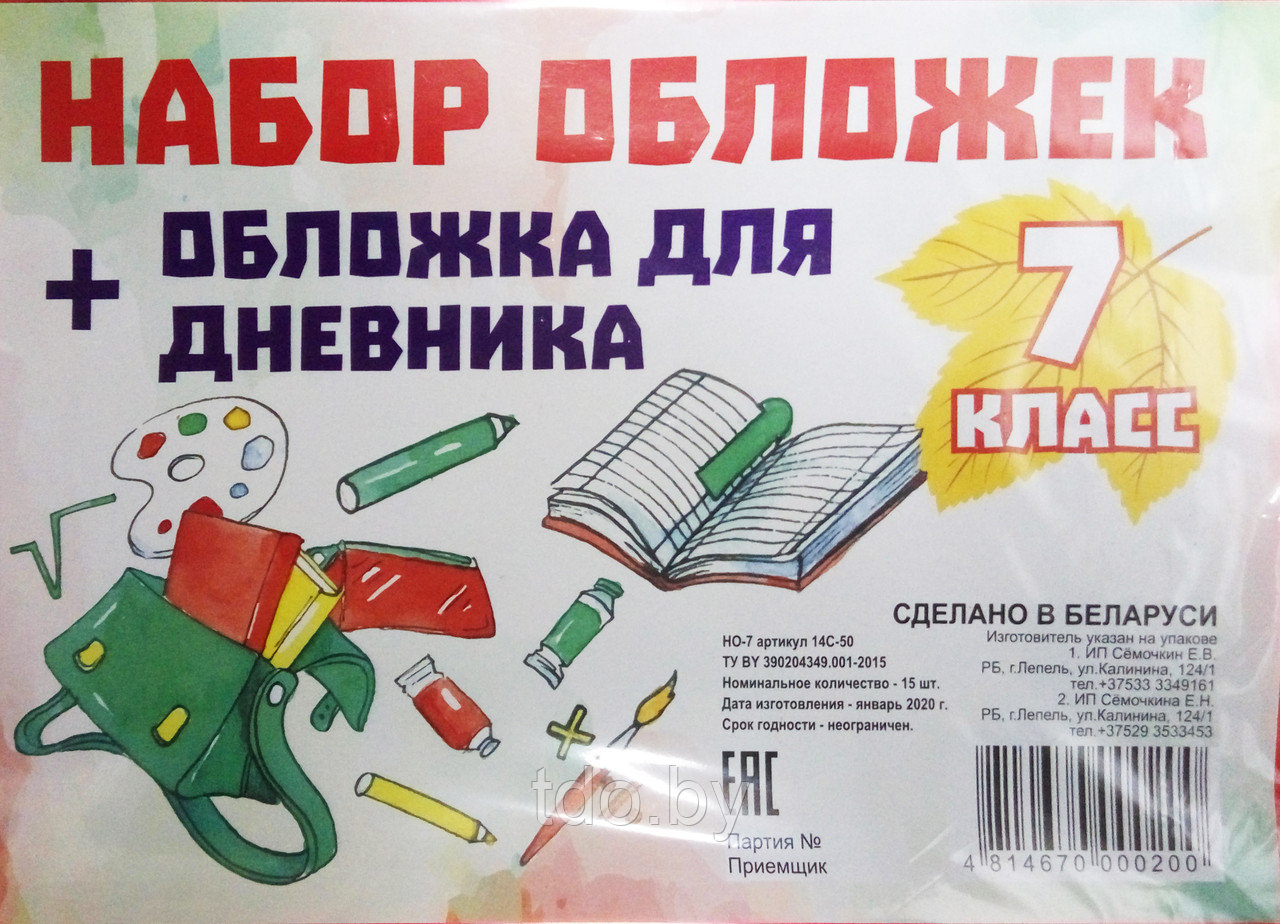 НАБОР ОБЛОЖЕК
+ ОБЛОЖКА ДЛЯ
ДНЕВНИКА
7
КЛАСС
СДЕЛАНО В БЕЛАРУСИ
Изготовитель указан на упакове
1. ИП Сёмочкин Е.В.
РБ, г.Лепель, ул.Калинина, 124/1
тел.+37533 3349161
2. ИП Сёмочкина Е.Н.
РБ, г.Лепель, ул.Калинина, 124/1
тел.+37529 3533453
НО-7 артикул 14С-50
ТУ BY 390204349.001-2015
Номинальное количество - 15 шт.
Дата изготовления - январь 2020 г.
Срок годности - неограничен.
EAC
Партия №
Приемщик
4 814670 000200
tdo.by